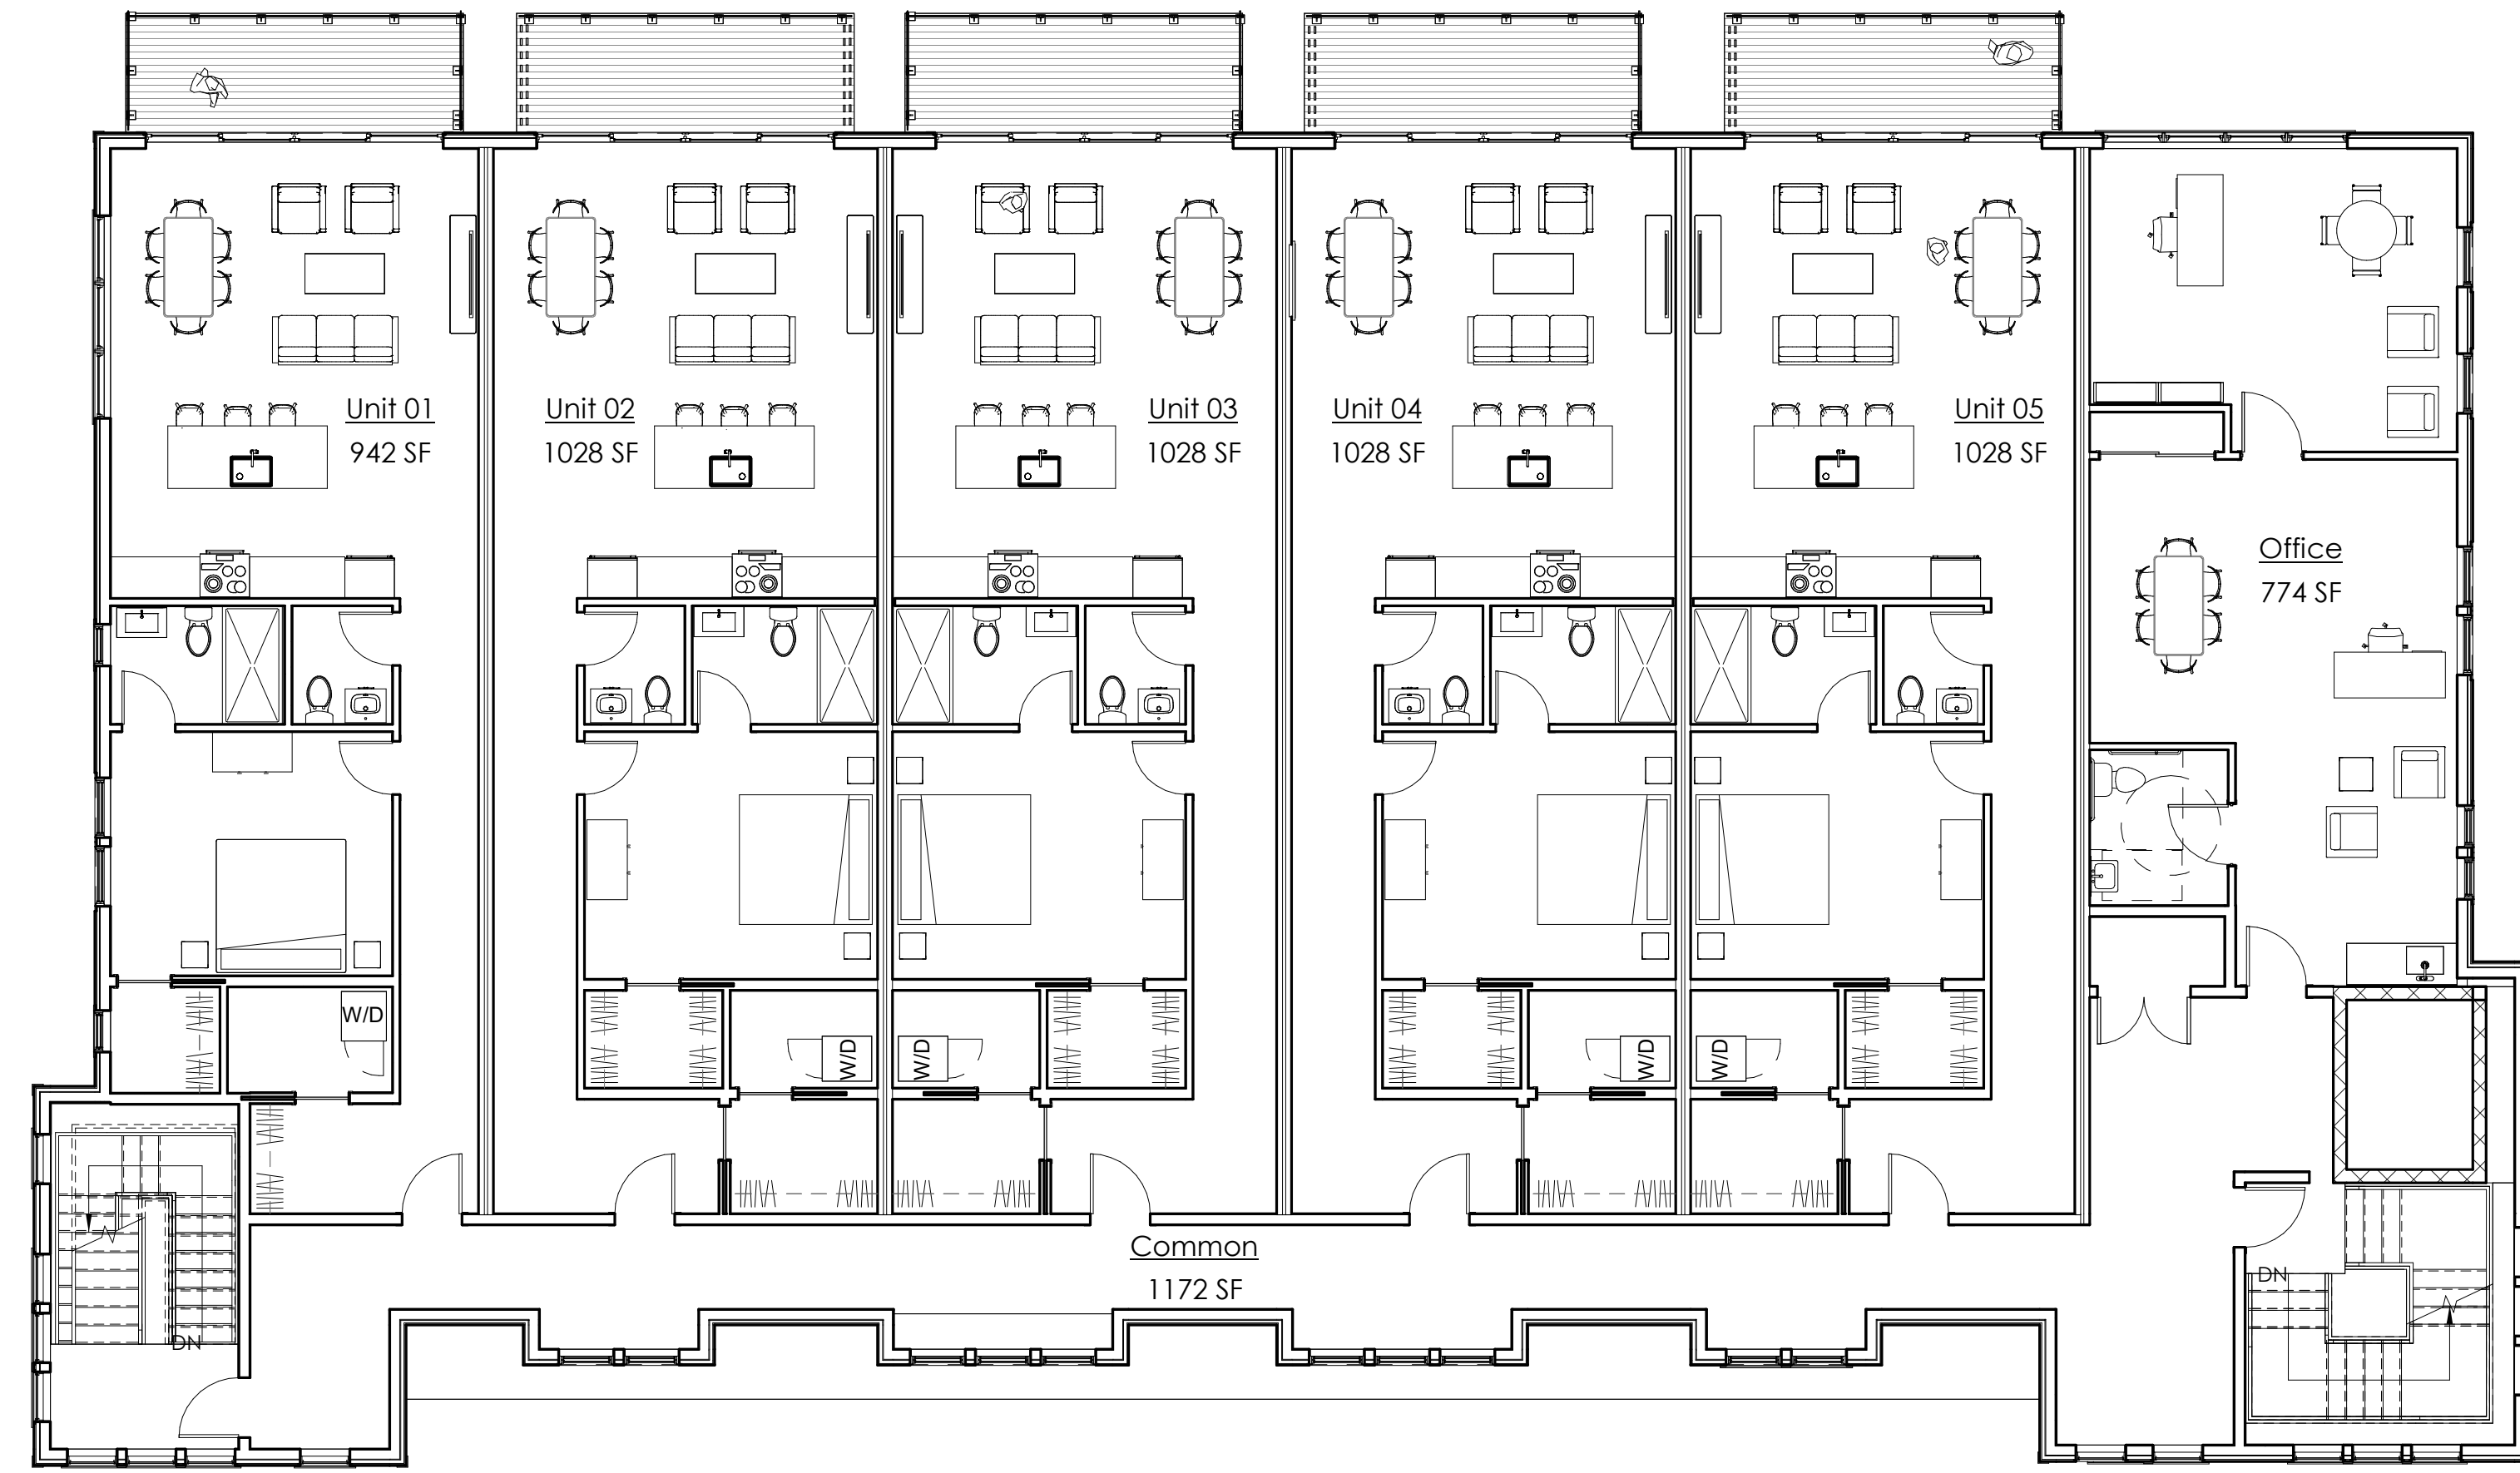 Unit 01
942 SF
Unit 02
1028 SF
Unit 03
1028 SF
Unit 04
1028 SF
Unit 05
1028 SF
Office
774 SF
W/D
W/D
W/D
W/D
W/D
Common
1172 SF
DN
DN